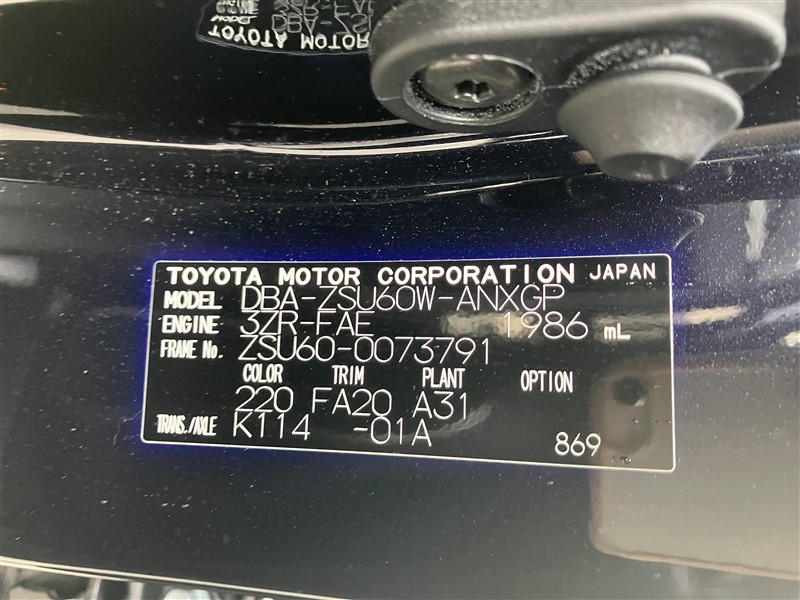 TOYOTA MOTOR CORPORATION JAPAN
MODEL DBA-ZSU60W-ANXGP
ENGINE 3ZR-FAE 1986 mL
FRAME No. ZSU60-0073791
COLOR TRIM PLANT OPTION
220 FA20 A31
TRANS./AXLE K114 -01A
869